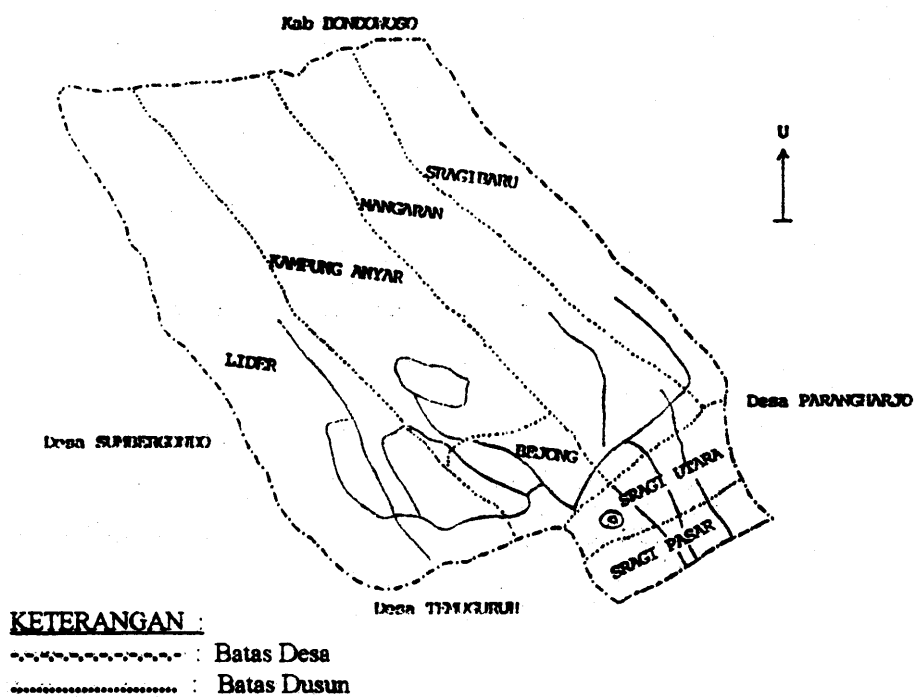 Kab BONDOWOSO
U
SRAGI BARU
MANGARAN
KAMPUNG ANYAR
LIDER
Desa PARANGHARJO
Desa SUMBERGONDO
BEJONG
SRAGI UTARA
SRAGI PASAR
Desa TEMUGURUH
KETERANGAN :
: Batas Desa
: Batas Dusun